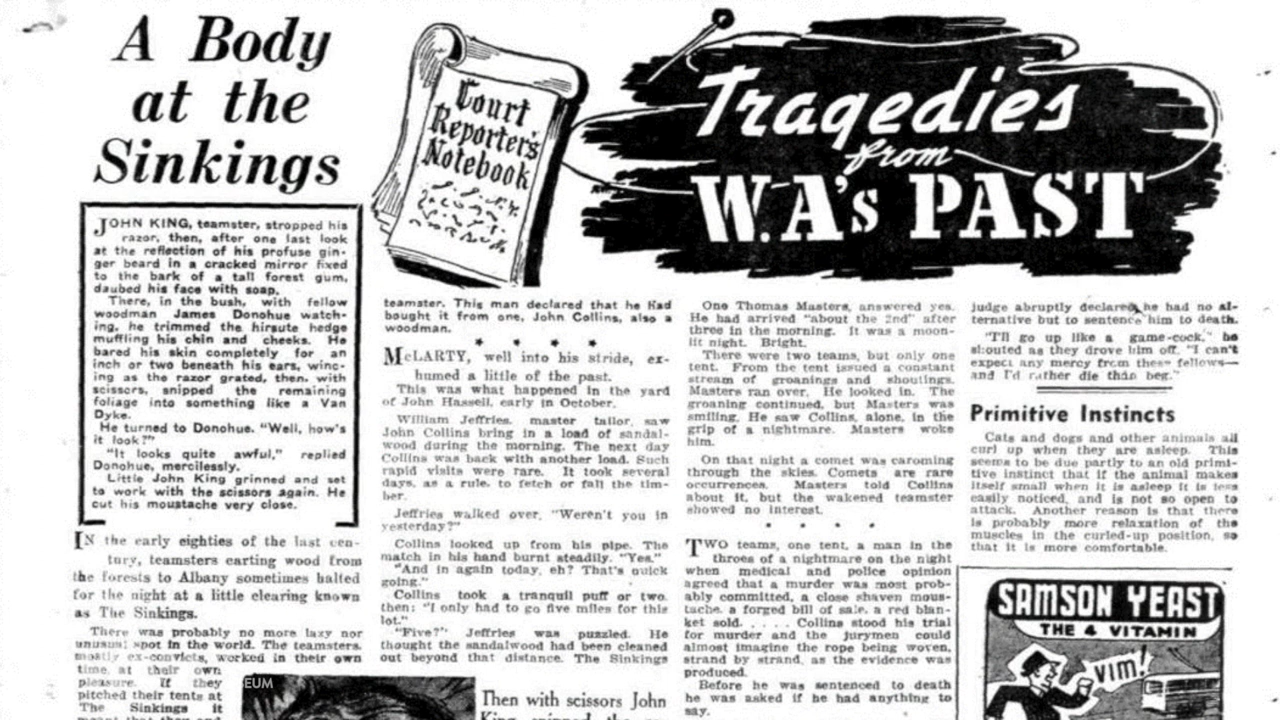 A Body
at the
Sinkings
Court
Reporter's
Notebook
Tragedies
from
W.A's PAST
JOHN KING, teamster, stropped his
razor, then, after one last look
at the reflection of his profuse gin-
ger beard in a cracked mirror fixed
to the bark of a tall forest gum,
daubed his face with soap.
There, in the bush, with fellow
woodman James Donohue watch-
ing, he trimmed the hirsute hedge
muffling his chin and cheeks. He
bared his skin completely for an
inch or two beneath his ears, winc-
ing as the razor grated, then, with
scissors, snipped the remaining
foliage into something like a Van
Dyke.
He turned to Donohue. "Well, how's
it look?"
"It looks quite awful," replied
Donohue, mercilessly.
Little John King grinned and set
to work with the scissors again. He
cut his moustache very close.
IN the early eighties of the last cen-
tury, teamsters carting wood from
the forests to Albany sometimes halted
for the night at a little clearing known
as The Sinkings.
There was probably no more laxy nor
unusual spot in the world. The teamsters,
mostly ex-convicts, worked in their own
time, at their own
pleasure. If they
pitched their tents at
The Sinkings it
meant that they had
teamster. This man declared that he had
bought it from one, John Collins, also a
woodman.
* * * *
McLARTY, well into his stride, ex-
humed a little of the past.
This was what happened in the yard
of John Hassell, early in October.
William Jeffries, master tailor, saw
John Collins bring in a load of sandal-
wood during the morning. The next day
Collins was back with another load. Such
rapid visits were rare. It took several
days, as a rule, to fetch or fell the tim-
ber.
Jeffries walked over, "Weren't you in
yesterday?"
Collins looked up from his pipe. The
match in his hand burnt steadily. "Yes."
"And in again today, eh? That's quick
going."
Collins took a tranquil puff or two,
then: "I only had to go five miles for this
lot."
"Five?" Jeffries was puzzled. He
thought the sandalwood had been cleaned
out beyond that distance. The Sinkings
EUM
Then with scissors John
King snipped the
One Thomas Masters, answered yes.
He had arrived "about the 2nd" after
three in the morning. It was a moon-
lit night. Bright.
There were two teams, but only one
tent. From the tent issued a constant
stream of groanings and shoutings.
Masters ran over. He looked in. The
groaning continued, but Masters was
smiling. He saw Collins, alone, in the
grip of a nightmare. Masters woke
him.
On that night a comet was caroming
through the skies. Comets are rare
occurrences. Masters told Collins
about it, but the wakened teamster
showed no interest.
* * * *
TWO teams, one tent, a man in the
throes of a nightmare on the night
when medical and police opinion
agreed that a murder was most prob-
ably committed, a close shaven mous-
tache, a forged bill of sale, a red blan-
ket sold. . . . . Collins stood his trial
for murder and the jurymen could
almost imagine the rope being woven,
strand by strand, as the evidence was
produced.
Before he was sentenced to death
he was asked if he had anything to
say.
judge abruptly declared he had no al-
ternative but to sentence him to death.
"I'll go up like a game-cock," he
shouted as they drove him off. "I can't
expect any mercy from these fellows—
and I'd rather die than beg."
Primitive Instincts
Cats and dogs and other animals all
curl up when they are asleep. This
seems to be due partly to an old primi-
tive instinct that if the animal makes
itself small when it is asleep it is less
easily noticed, and is not so open to
attack. Another reason is that there
is probably more relaxation of the
muscles in the curled-up position, so
that it is more comfortable.
SAMSON YEAST
THE 4 VITAMIN
VIM!